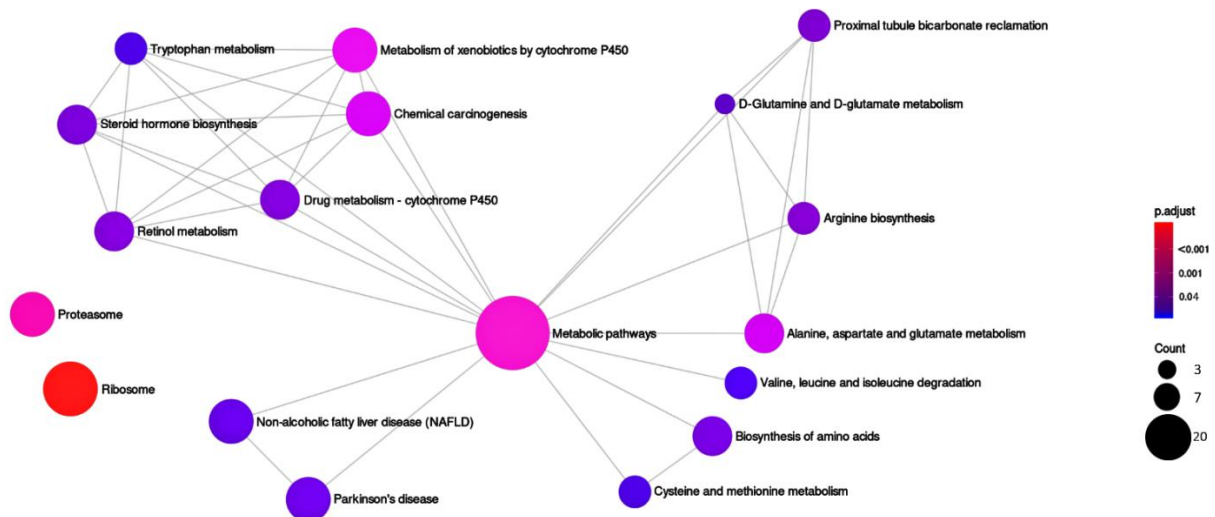 Proximal tubule bicarbonate reclamation
Tryptophan metabolism
Metabolism of xenobiotics by cytochrome P450
D-Glutamine and D-glutamate metabolism
Chemical carcinogenesis
Steroid hormone biosynthesis
Drug metabolism - cytochrome P450
Arginine biosynthesis
Retinol metabolism
Proteasome
Metabolic pathways
Alanine, aspartate and glutamate metabolism
Ribosome
Valine, leucine and isoleucine degradation
Non-alcoholic fatty liver disease (NAFLD)
Biosynthesis of amino acids
Parkinson's disease
Cysteine and methionine metabolism
p.adjust
<0.001
0.001
0.04
Count
3
7
20